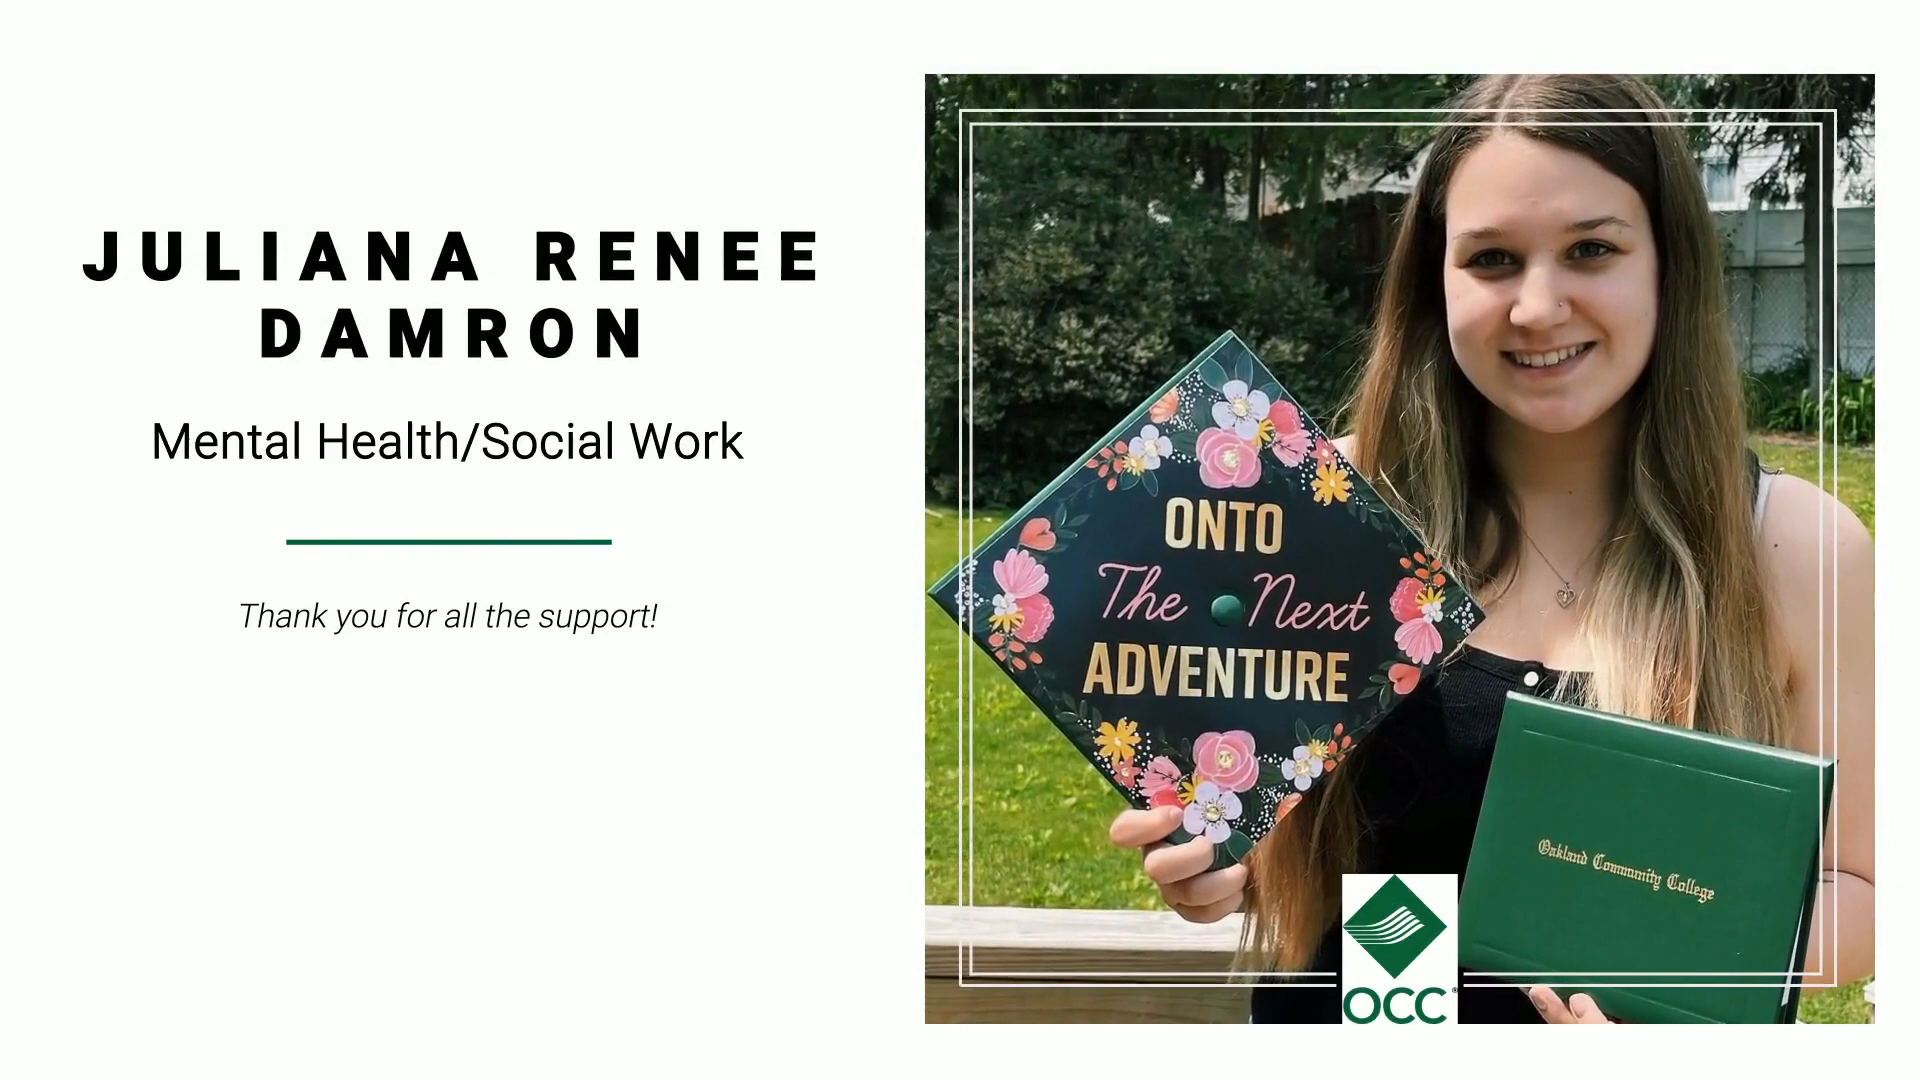 JULIANA RENEE
DAMRON
Mental Health/Social Work
Thank you for all the support!
ONTO
The Next
ADVENTURE
Oakland Community College
OCC®